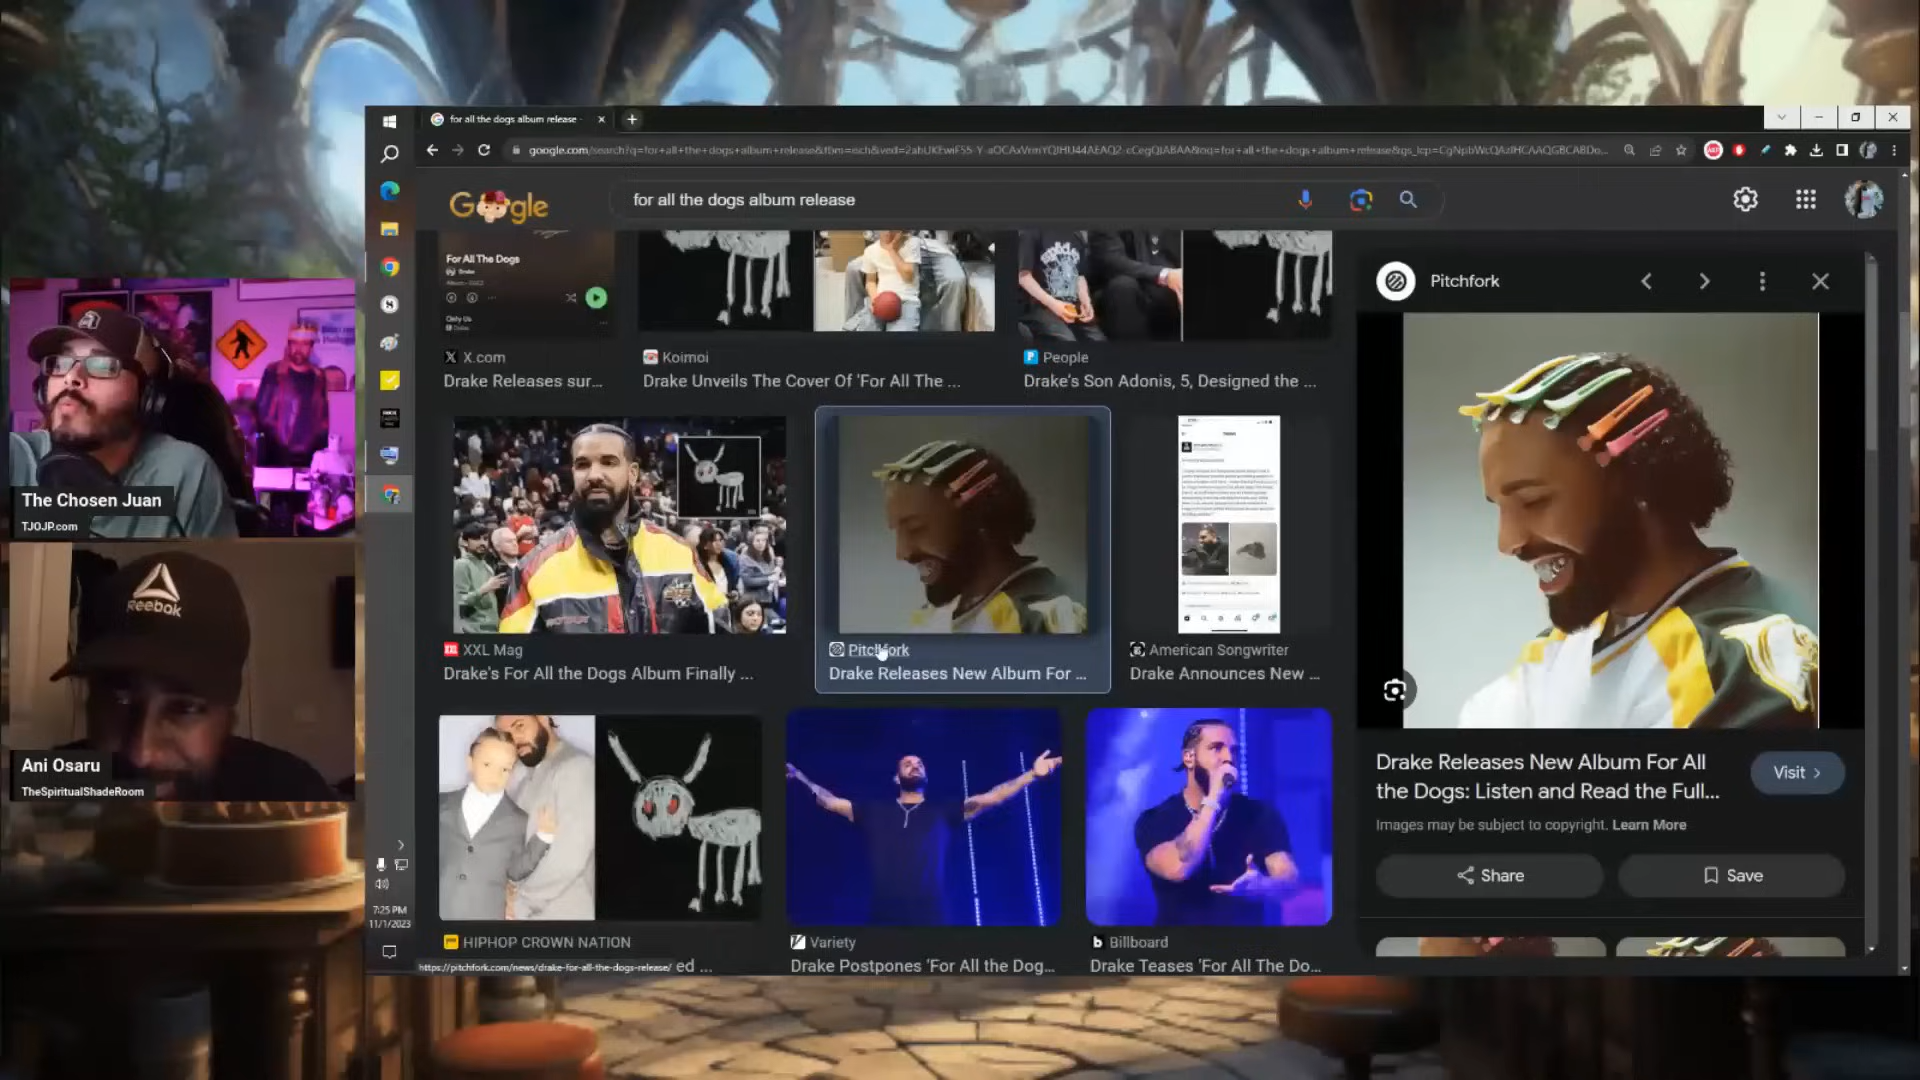 for all the dogs album release
for all the dogs album release
For All The Dogs
Drake
Only Us
X.com
Drake Releases sur...
Koimoi
Drake Unveils The Cover Of 'For All The ...
People
Drake's Son Adonis, 5, Designed the ...
XXL Mag
Drake's For All the Dogs Album Finally ...
Pitchfork
Drake Releases New Album For ...
American Songwriter
Drake Announces New ...
HIPHOP CROWN NATION
ed ...
Variety
Drake Postpones 'For All the Dog...
Billboard
Drake Teases 'For All The Do...
https://pitchfork.com/news/drake-for-all-the-dogs-release/
Pitchfork
Drake Releases New Album For All
the Dogs: Listen and Read the Full...
Visit
Images may be subject to copyright. Learn More
Share
Save
The Chosen Juan
TJOJP.com
Reebok
Ani Osaru
TheSpiritualShadeRoom
7:25 PM
11/1/2023